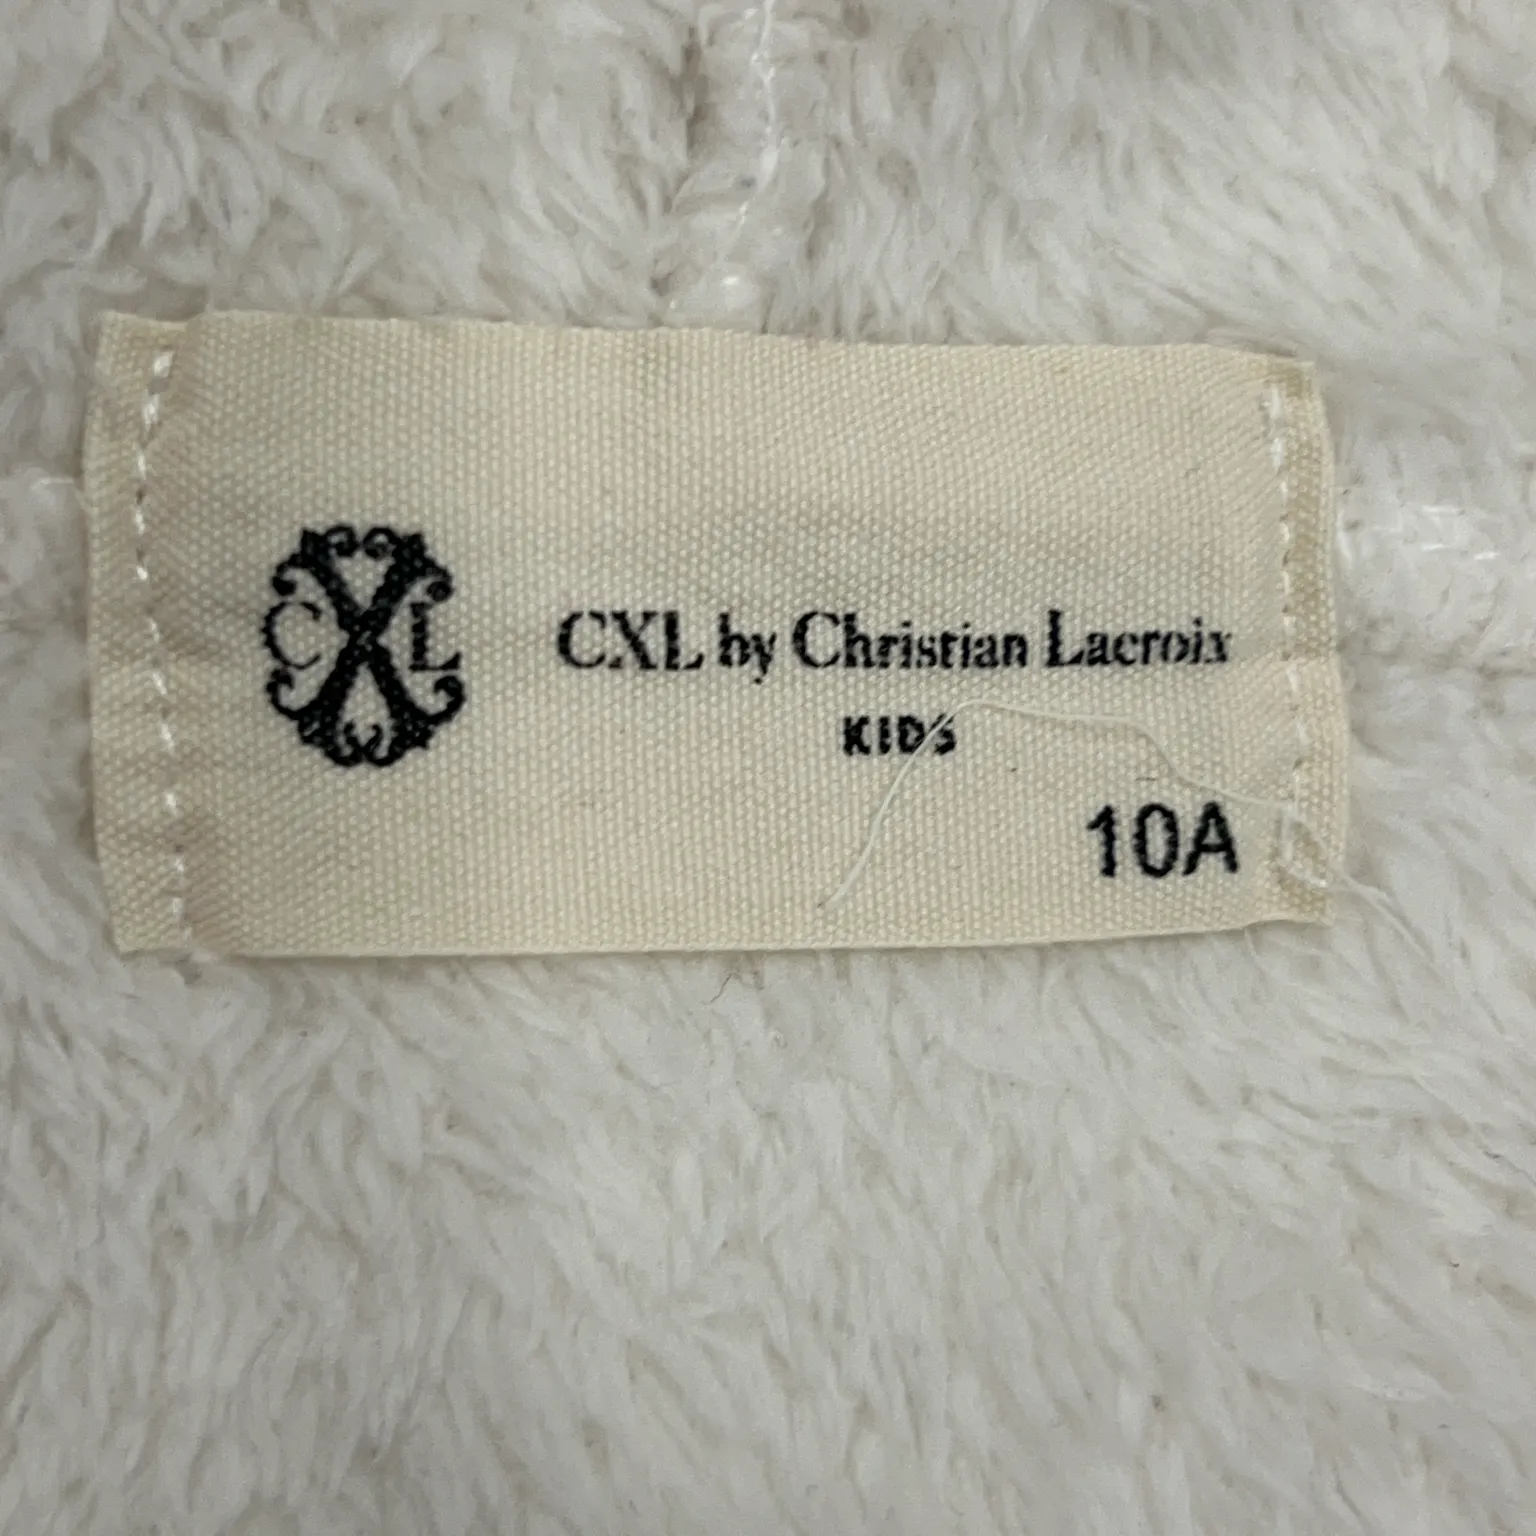 CXL
CXL by Christian Lacroix
KIDS
10A